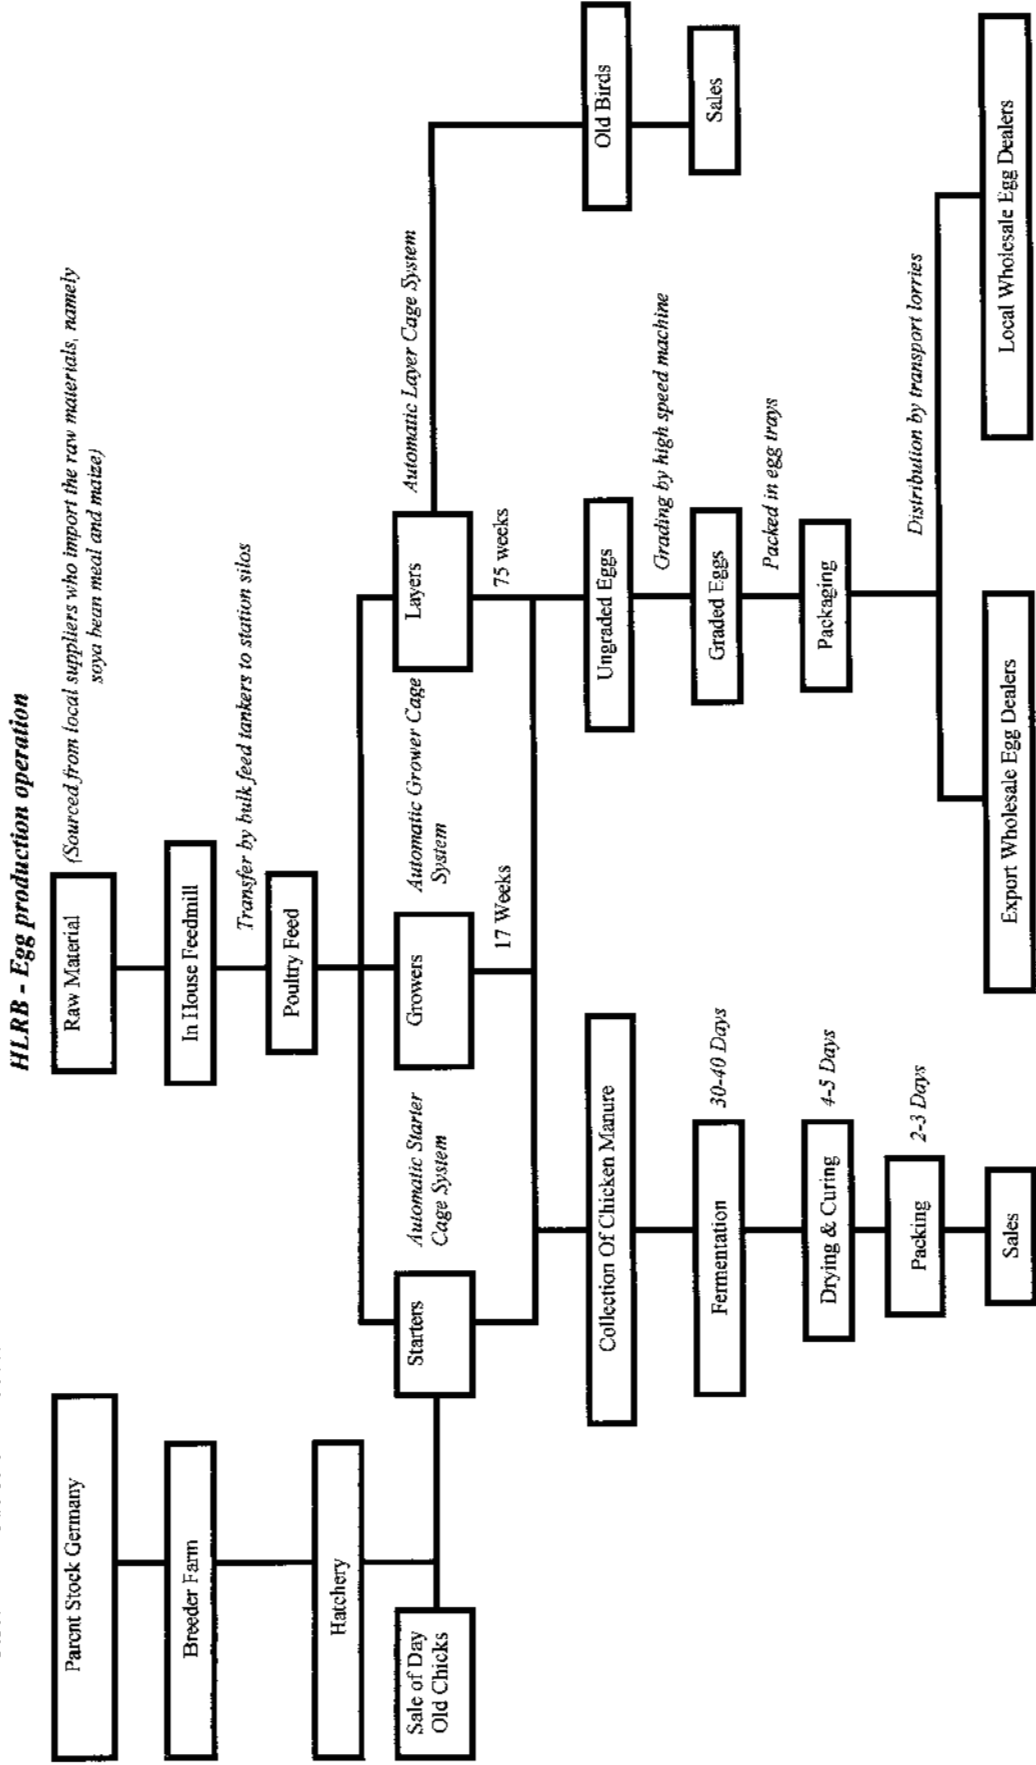 HLRB - Egg production operation
Parent Stock Germany
Raw Material
(Sourced from local suppliers who import the raw materials, namely
soya bean meal and maize)
Breeder Farm
In House Feedmill
Transfer by bulk feed tankers to station silos
Hatchery
Poultry Feed
Sale of Day
Old Chicks
Starters
Automatic Starter
Cage System
Growers
Automatic Grower Cage
System
Layers
Automatic Layer Cage System
17 Weeks
75 weeks
Collection Of Chicken Manure
Ungraded Eggs
Old Birds
30-40 Days
Grading by high speed machine
Fermentation
Graded Eggs
Sales
4-5 Days
Packed in egg trays
Drying & Curing
Packaging
2-3 Days
Distribution by transport lorries
Packing
Sales
Export Wholesale Egg Dealers
Local Wholesale Egg Dealers